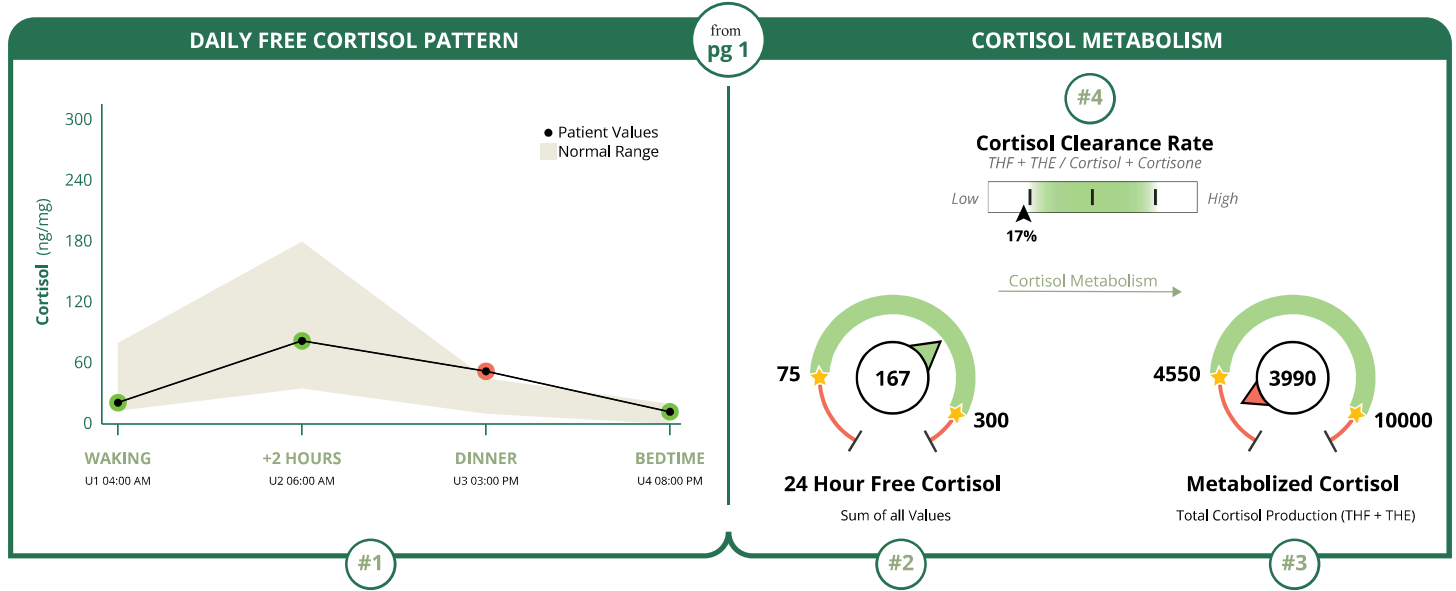 DAILY FREE CORTISOL PATTERN
from
pg 1
CORTISOL METABOLISM
300
240
180
120
60
0
Cortisol (ng/mg)
Patient Values
Normal Range
WAKING
U1 04:00 AM
+2 HOURS
U2 06:00 AM
DINNER
U3 03:00 PM
BEDTIME
U4 08:00 PM
#1
#4
Cortisol Clearance Rate
THF + THE / Cortisol + Cortisone
Low
High
17%
Cortisol Metabolism
75
167
300
24 Hour Free Cortisol
Sum of all Values
#2
4550
3990
10000
Metabolized Cortisol
Total Cortisol Production (THF + THE)
#3